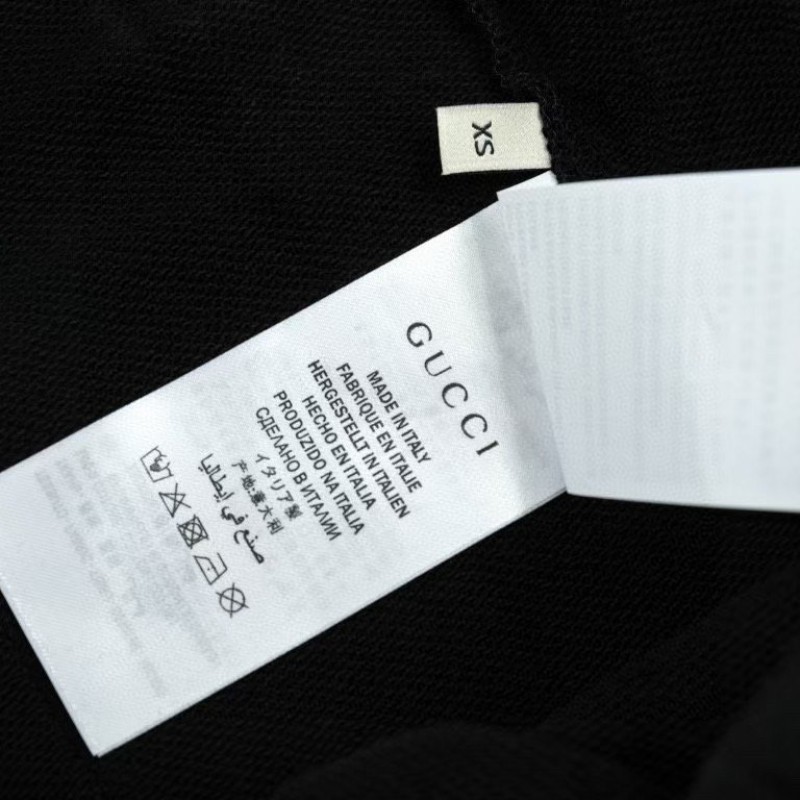 XS
GUCCI
MADE IN ITALY
FABRIQUE EN ITALIE
HERGESTELLT IN ITALIEN
HECHO EN ITALIA
PRODUZIDO NA ITALIA
СДЕЛАНО В ИТАЛИИ
イタリア製
产地:意大利
صنع في إيطاليا